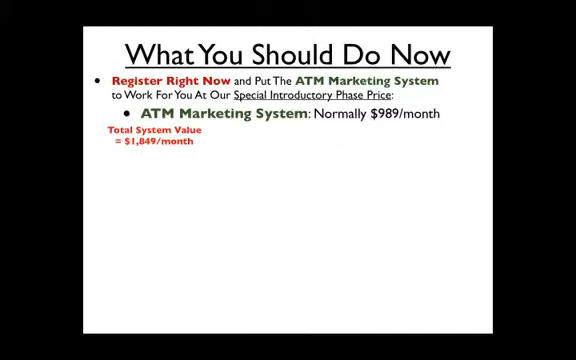 What You Should Do Now
• Register Right Now and Put The ATM Marketing System
to Work For You At Our Special Introductory Phase Price:
• ATM Marketing System: Normally $989/month
Total System Value
= $1,849/month